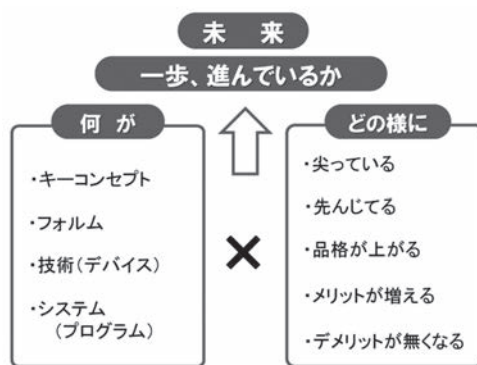 未 来
一歩、進んでいるか
何 が
・キーコンセプト
・フォルム
・技術（デバイス）
・システム
（プログラム）
×
どの様に
・尖っている
・先んじてる
・品格が上がる
・メリットが増える
・デメリットが無くなる